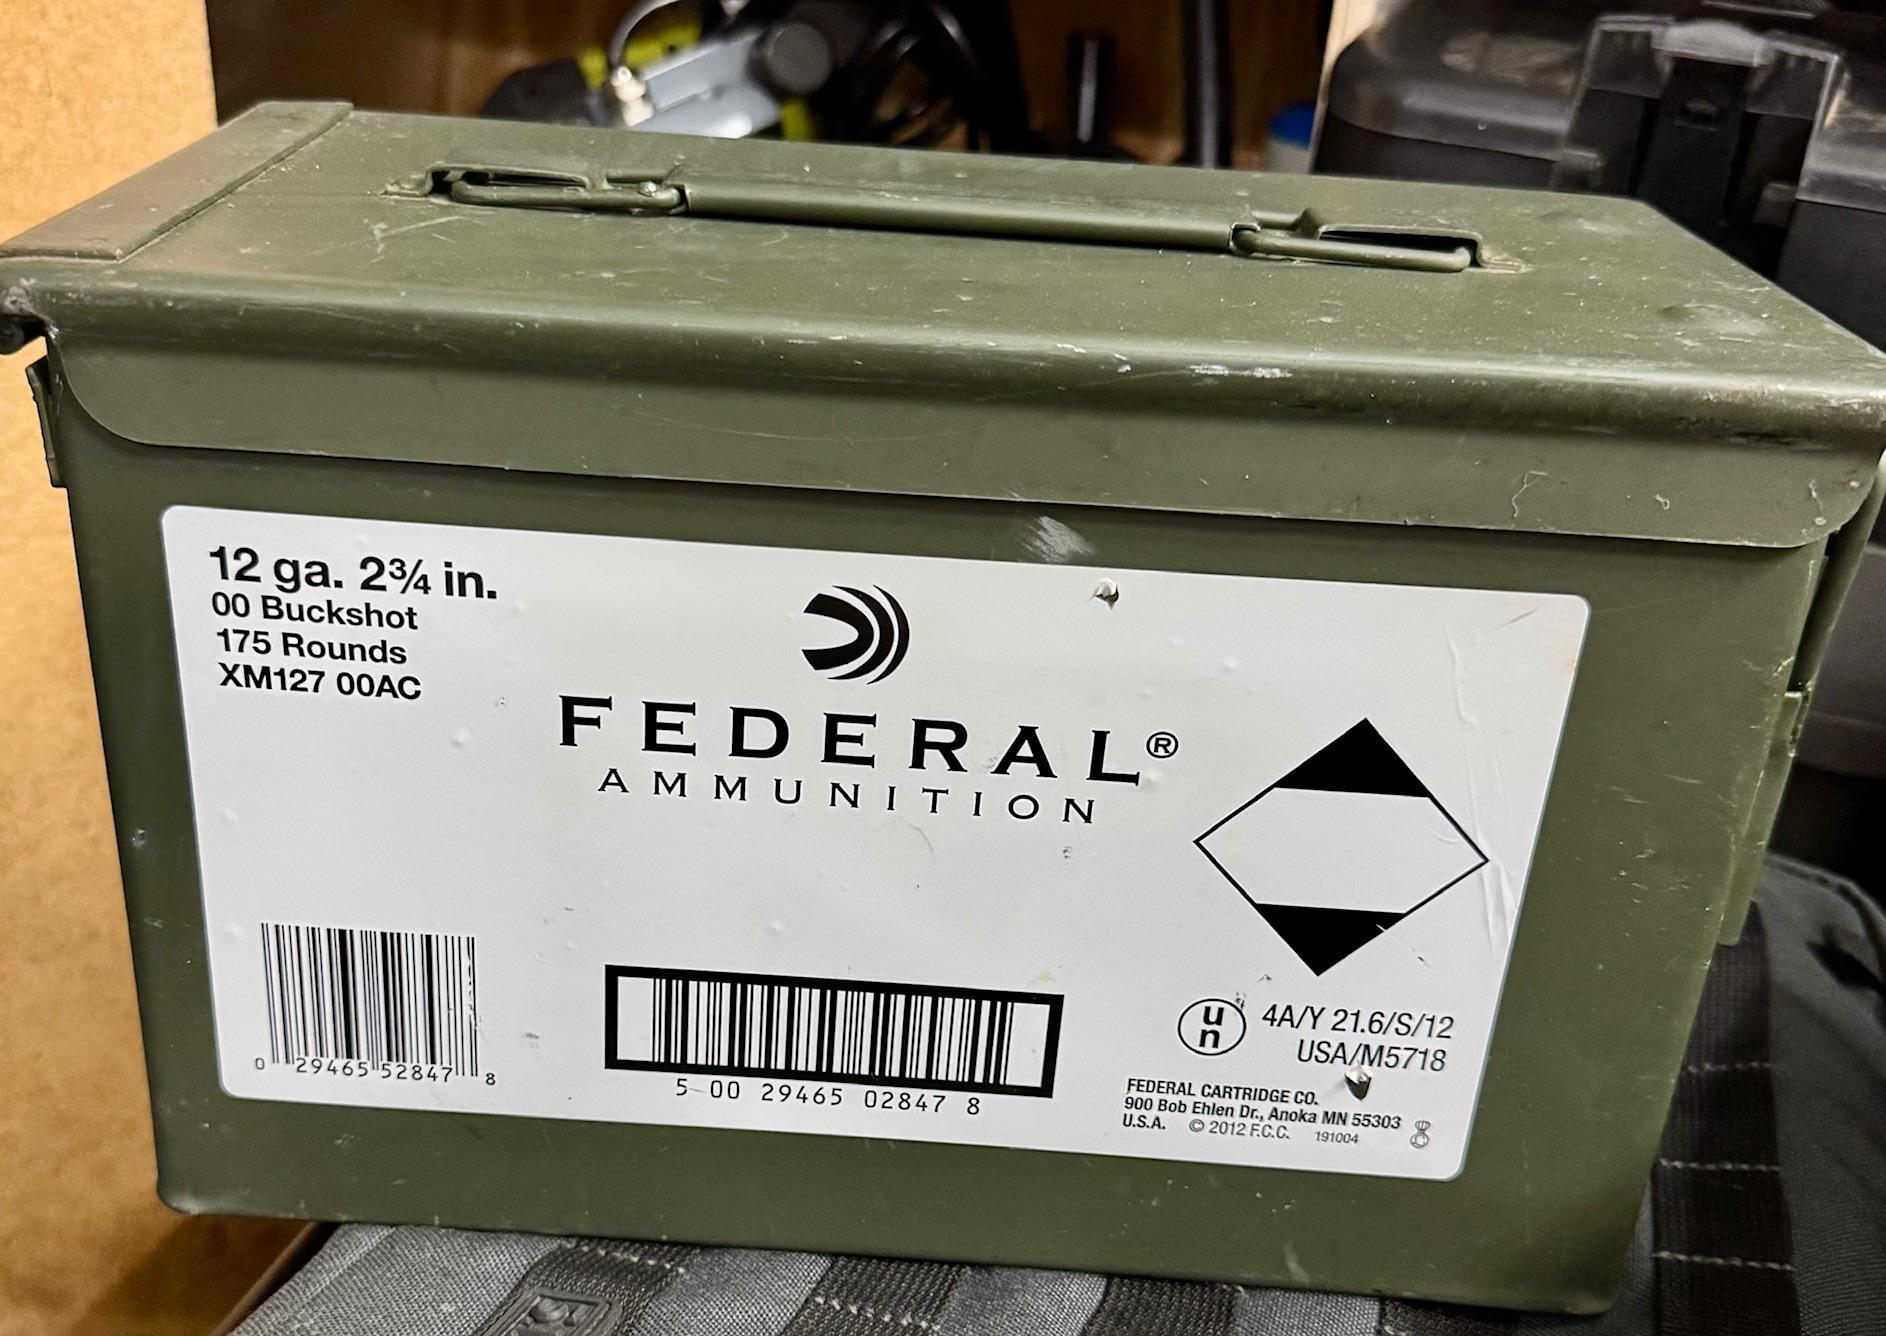 12 ga. 2¾ in.
00 Buckshot
175 Rounds
XM127 00AC
FEDERAL®
AMMUNITION
0 29465 52847 8
5 00 29465 02847 8
un 4A/Y 21.6/S/12
USA/M5718
FEDERAL CARTRIDGE CO.
900 Bob Ehlen Dr., Anoka MN 55303
U.S.A. © 2012 F.C.C. 191004